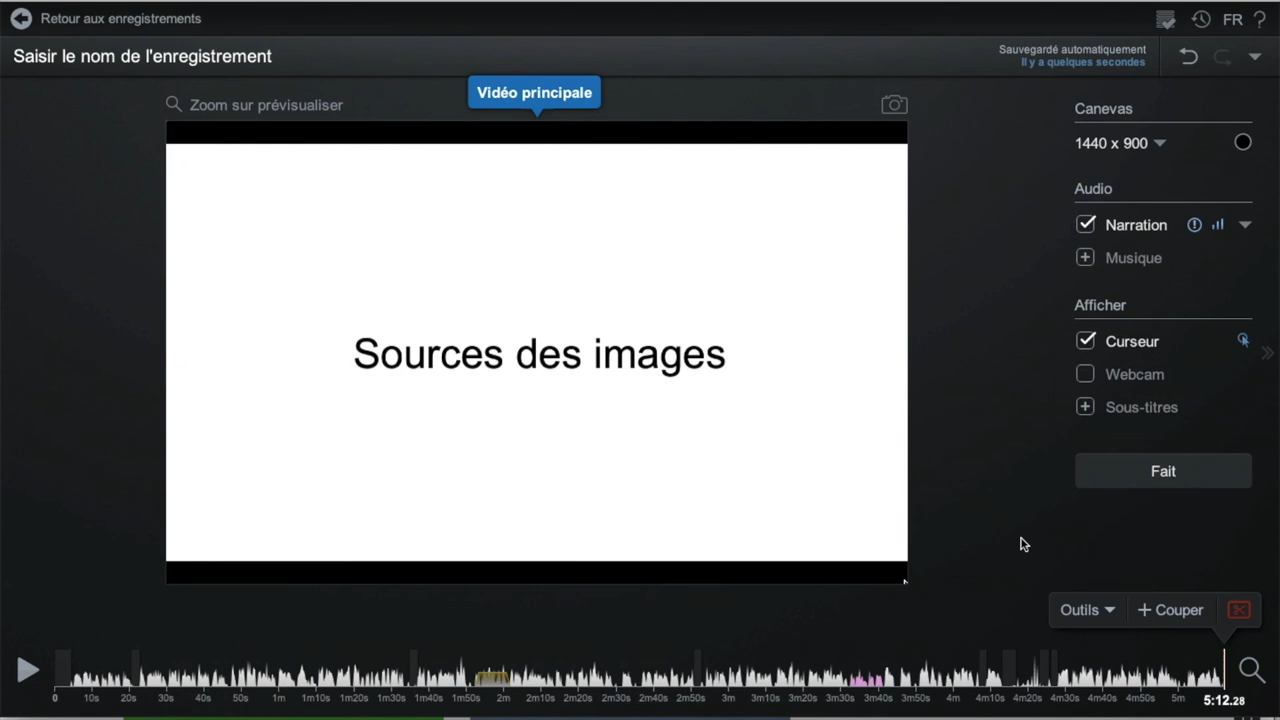 Retour aux enregistrements
FR ?
Saisir le nom de l'enregistrement
Sauvegardé automatiquement
Il y a quelques secondes
Zoom sur prévisualiser
Vidéo principale
Canevas
1440 x 900
Audio
Narration
Musique
Sources des images
Afficher
Curseur
Webcam
Sous-titres
Fait
Outils
+ Couper
0 10s 20s 30s 40s 50s 1m 1m10s 1m20s 1m30s 1m40s 1m50s 2m 2m10s 2m20s 2m30s 2m40s 2m50s 3m 3m10s 3m20s 3m30s 3m40s 3m50s 4m 4m10s 4m20s 4m30s 4m40s 4m50s 5m 5:12.28